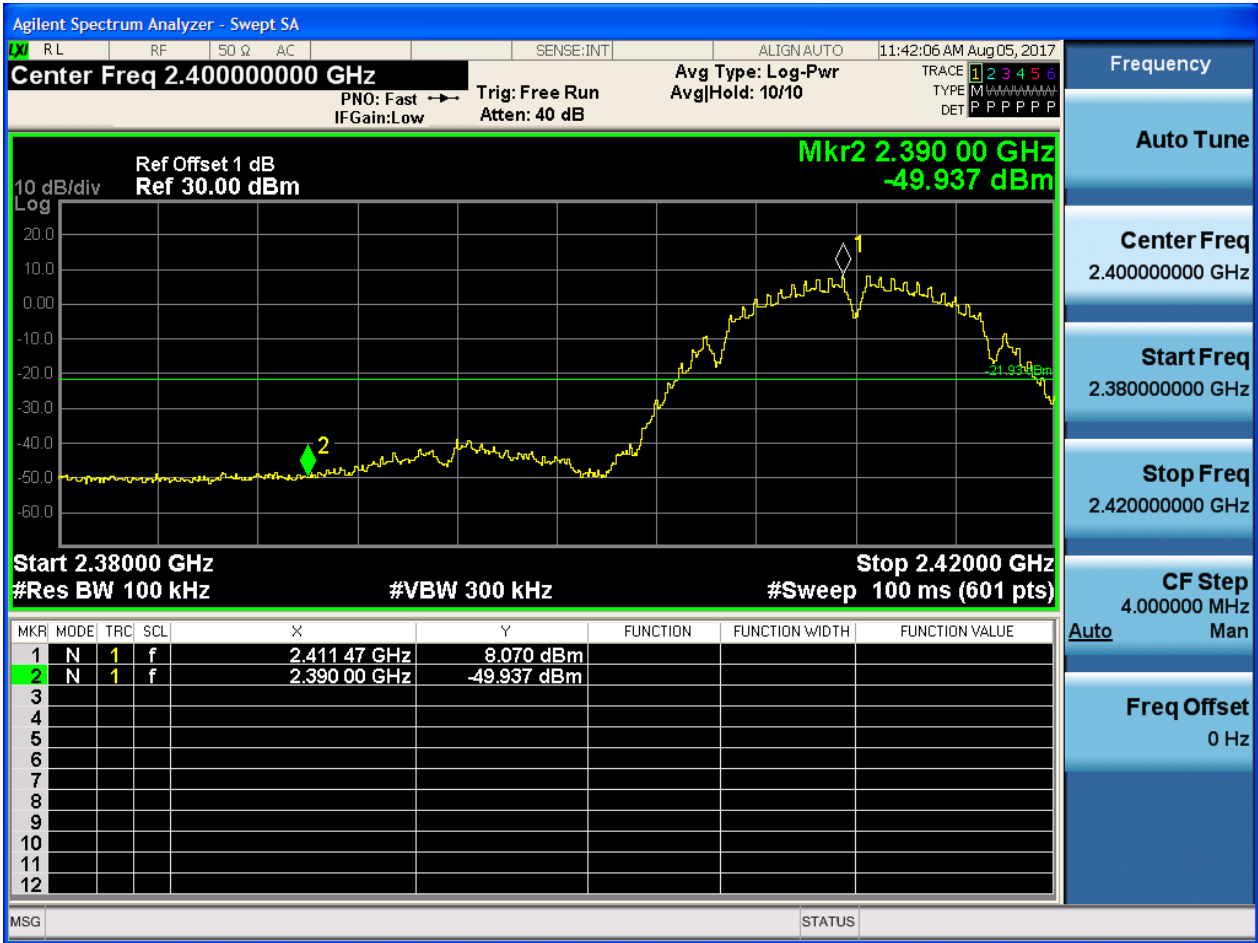 Agilent Spectrum Analyzer - Swept SA
LXI RL RF 50 Ω AC SENSE:INT ALIGN AUTO 11:42:06 AM Aug 05, 2017
Center Freq 2.400000000 GHz
PNO: Fast
IFGain:Low
Trig: Free Run
Atten: 40 dB
Avg Type: Log-Pwr
Avg|Hold: 10/10
TRACE 1 2 3 4 5 6
TYPE M
DET P P P P P P
Mkr2 2.390 00 GHz
-49.937 dBm
Ref Offset 1 dB
10 dB/div Ref 30.00 dBm
Log
20.0
10.0
0.00
-10.0
-20.0
-30.0
-40.0
-50.0
-60.0
1
2
-21.93 dBm
Start 2.38000 GHz Stop 2.42000 GHz
#Res BW 100 kHz #VBW 300 kHz #Sweep 100 ms (601 pts)
MKR MODE TRC SCL X Y FUNCTION FUNCTION WIDTH FUNCTION VALUE
1 N 1 f 2.411 47 GHz 8.070 dBm
2 N 1 f 2.390 00 GHz -49.937 dBm
3
4
5
6
7
8
9
10
11
12
MSG STATUS
Frequency
Auto Tune
Center Freq
2.400000000 GHz
Start Freq
2.380000000 GHz
Stop Freq
2.420000000 GHz
CF Step
4.000000 MHz
Auto Man
Freq Offset
0 Hz